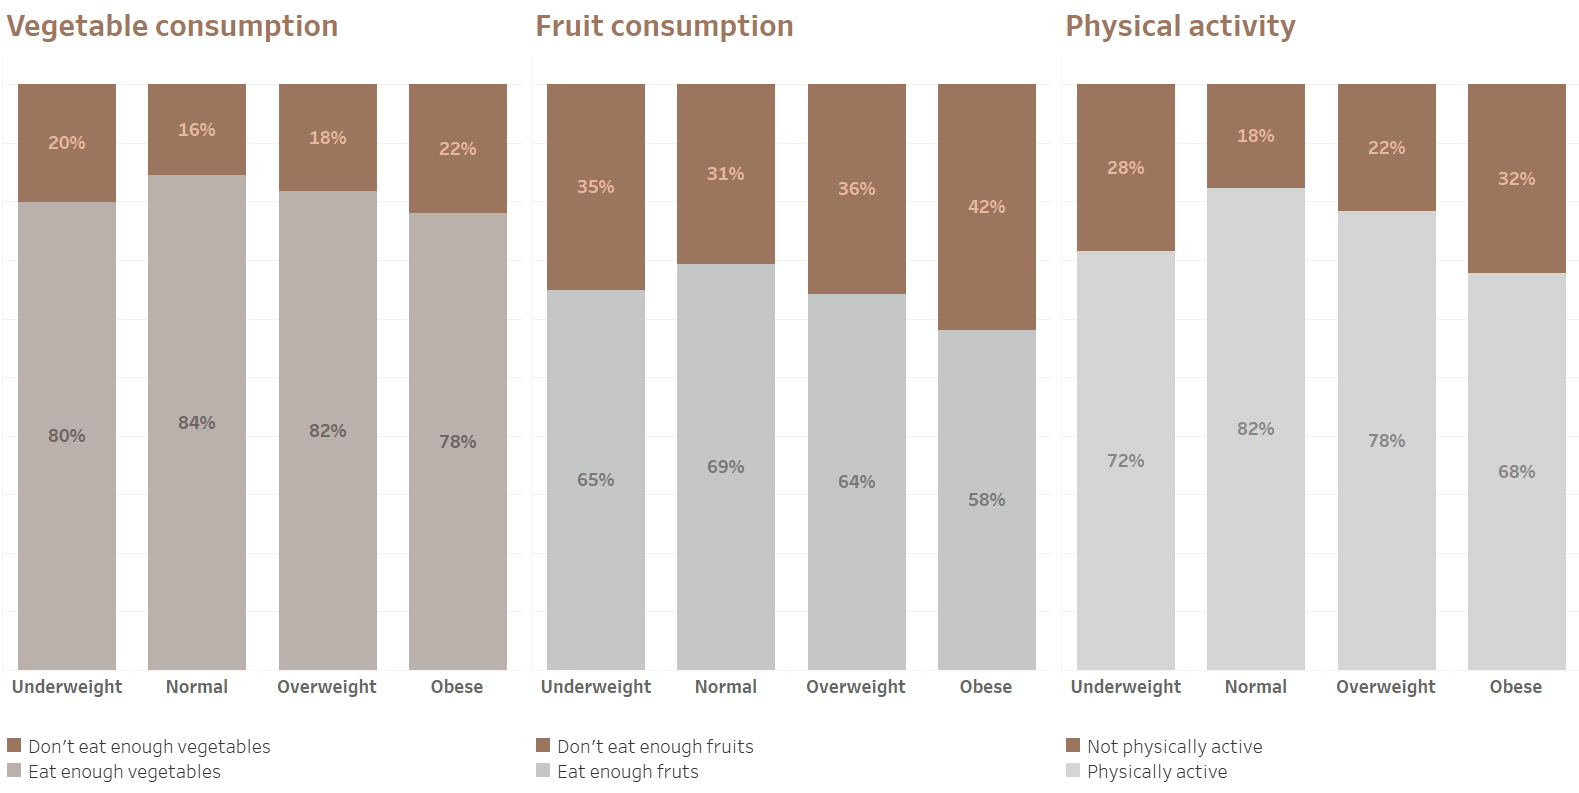 Vegetable consumption
20%
16%
18%
22%
80%
84%
82%
78%
Underweight
Normal
Overweight
Obese
Don't eat enough vegetables
Eat enough vegetables
Fruit consumption
35%
31%
36%
42%
65%
69%
64%
58%
Underweight
Normal
Overweight
Obese
Don't eat enough fruits
Eat enough fruts
Physical activity
28%
18%
22%
32%
72%
82%
78%
68%
Underweight
Normal
Overweight
Obese
Not physically active
Physically active